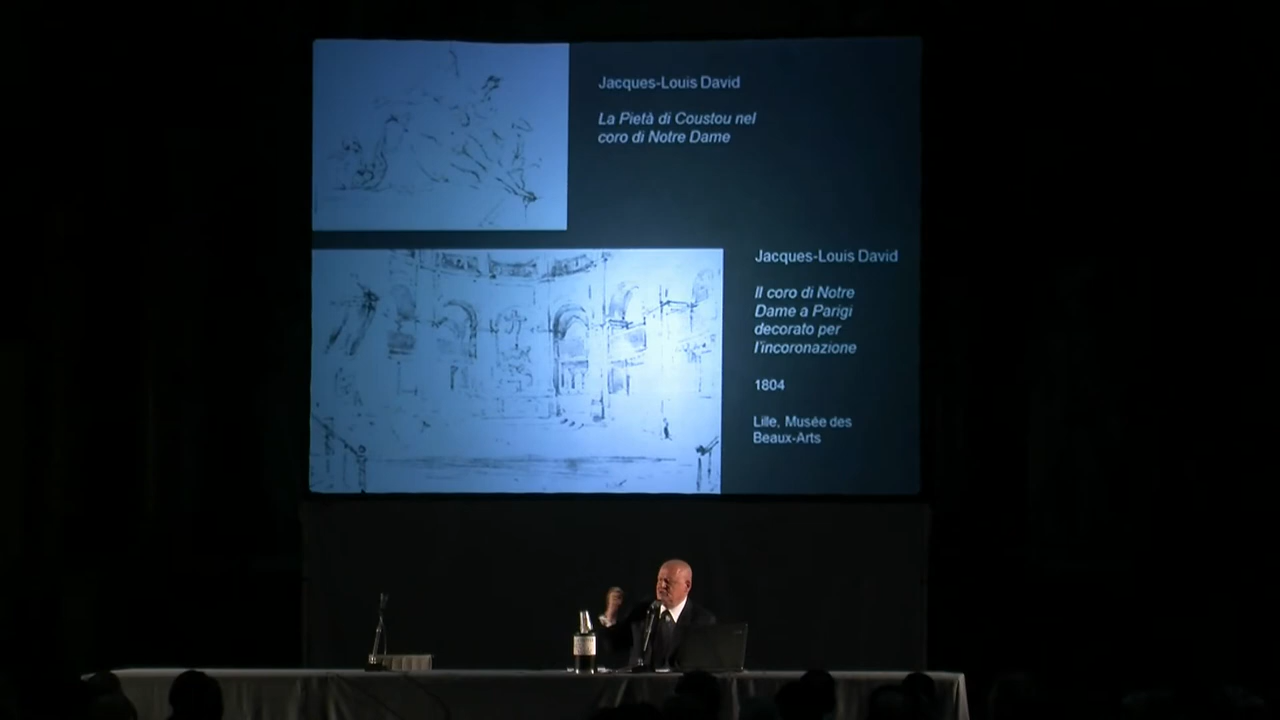 Jacques-Louis David
La Pietà di Coustou nel
coro di Notre Dame
Jacques-Louis David
Il coro di Notre
Dame a Parigi
decorato per
l'incoronazione
1804
Lille, Musée des
Beaux-Arts